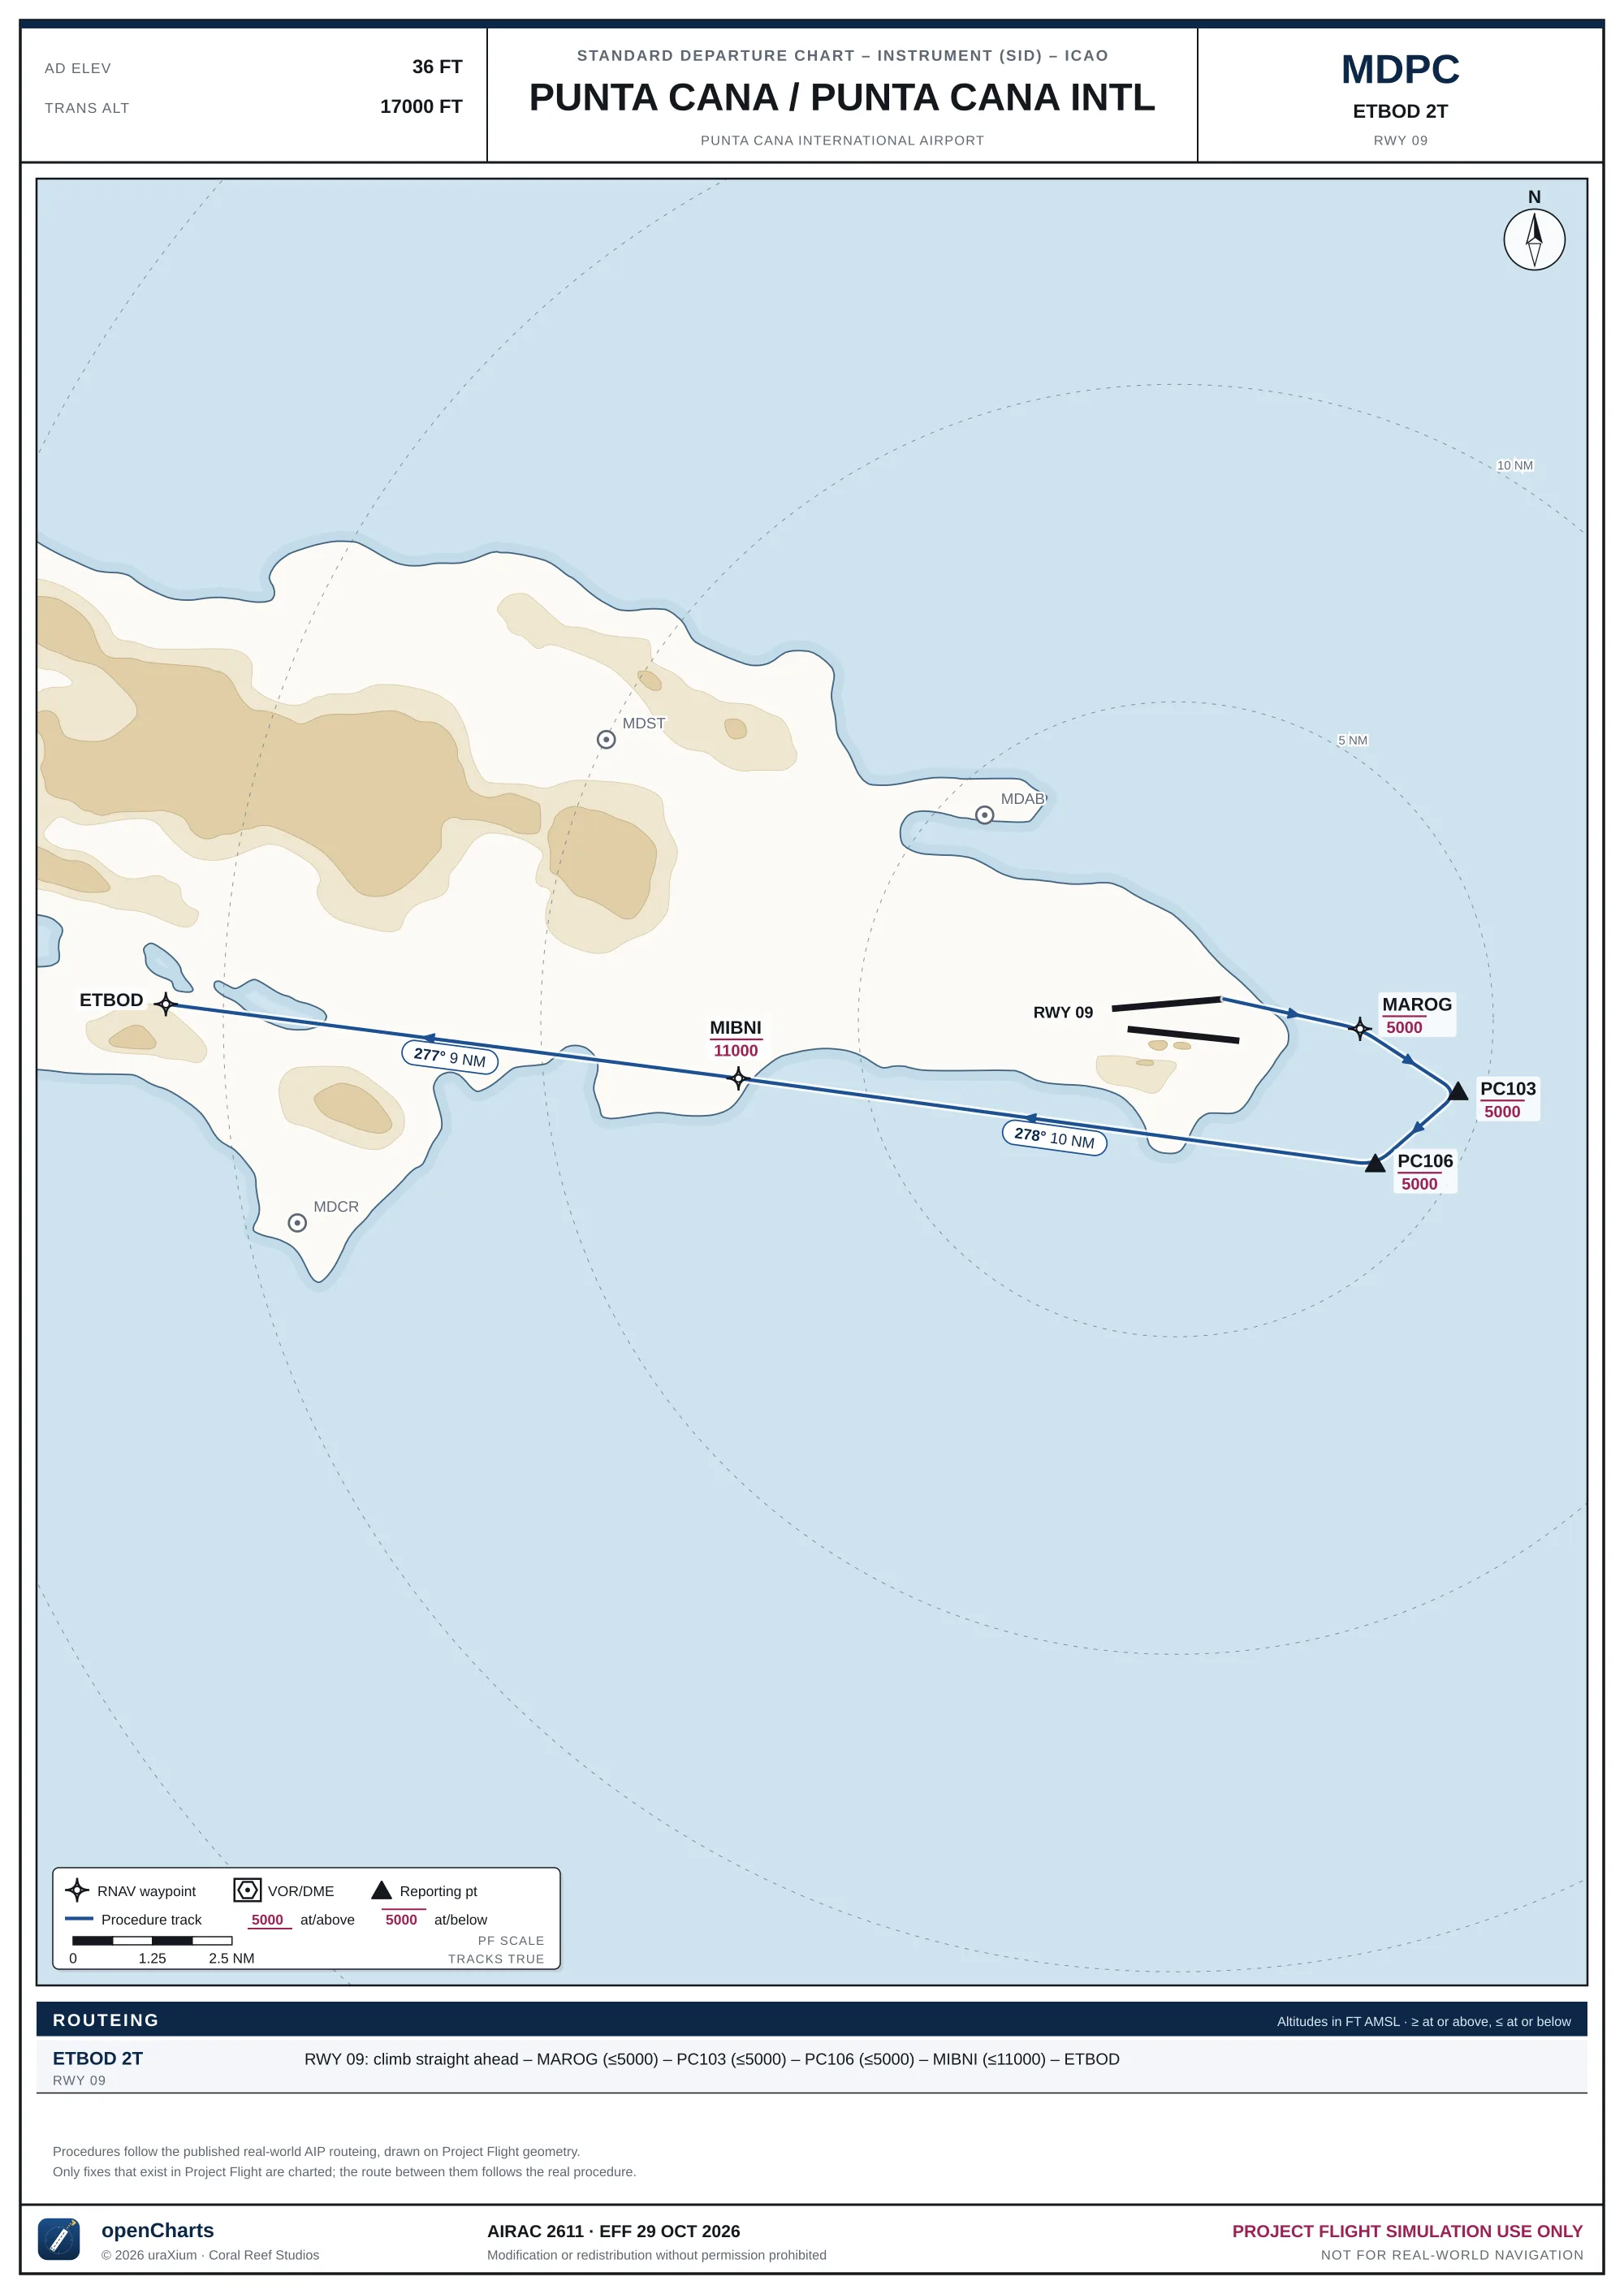 AD ELEV 36 FT
TRANS ALT 17000 FT
STANDARD DEPARTURE CHART – INSTRUMENT (SID) – ICAO
PUNTA CANA / PUNTA CANA INTL
PUNTA CANA INTERNATIONAL AIRPORT
MDPC
ETBOD 2T
RWY 09
N
10 NM
5 NM
MDST
MDAB
ETBOD
277° 9 NM
MIBNI
11000
RWY 09
MAROG
5000
PC103
5000
278° 10 NM
PC106
5000
MDCR
RNAV waypoint VOR/DME Reporting pt
Procedure track 5000 at/above 5000 at/below
PF SCALE
0 1.25 2.5 NM TRACKS TRUE
ROUTEING Altitudes in FT AMSL · ≥ at or above, ≤ at or below
ETBOD 2T RWY 09: climb straight ahead – MAROG (≤5000) – PC103 (≤5000) – PC106 (≤5000) – MIBNI (≤11000) – ETBOD
RWY 09
Procedures follow the published real-world AIP routeing, drawn on Project Flight geometry.
Only fixes that exist in Project Flight are charted; the route between them follows the real procedure.
openCharts AIRAC 2611 · EFF 29 OCT 2026 PROJECT FLIGHT SIMULATION USE ONLY
© 2026 uraXium · Coral Reef Studios Modification or redistribution without permission prohibited NOT FOR REAL-WORLD NAVIGATION